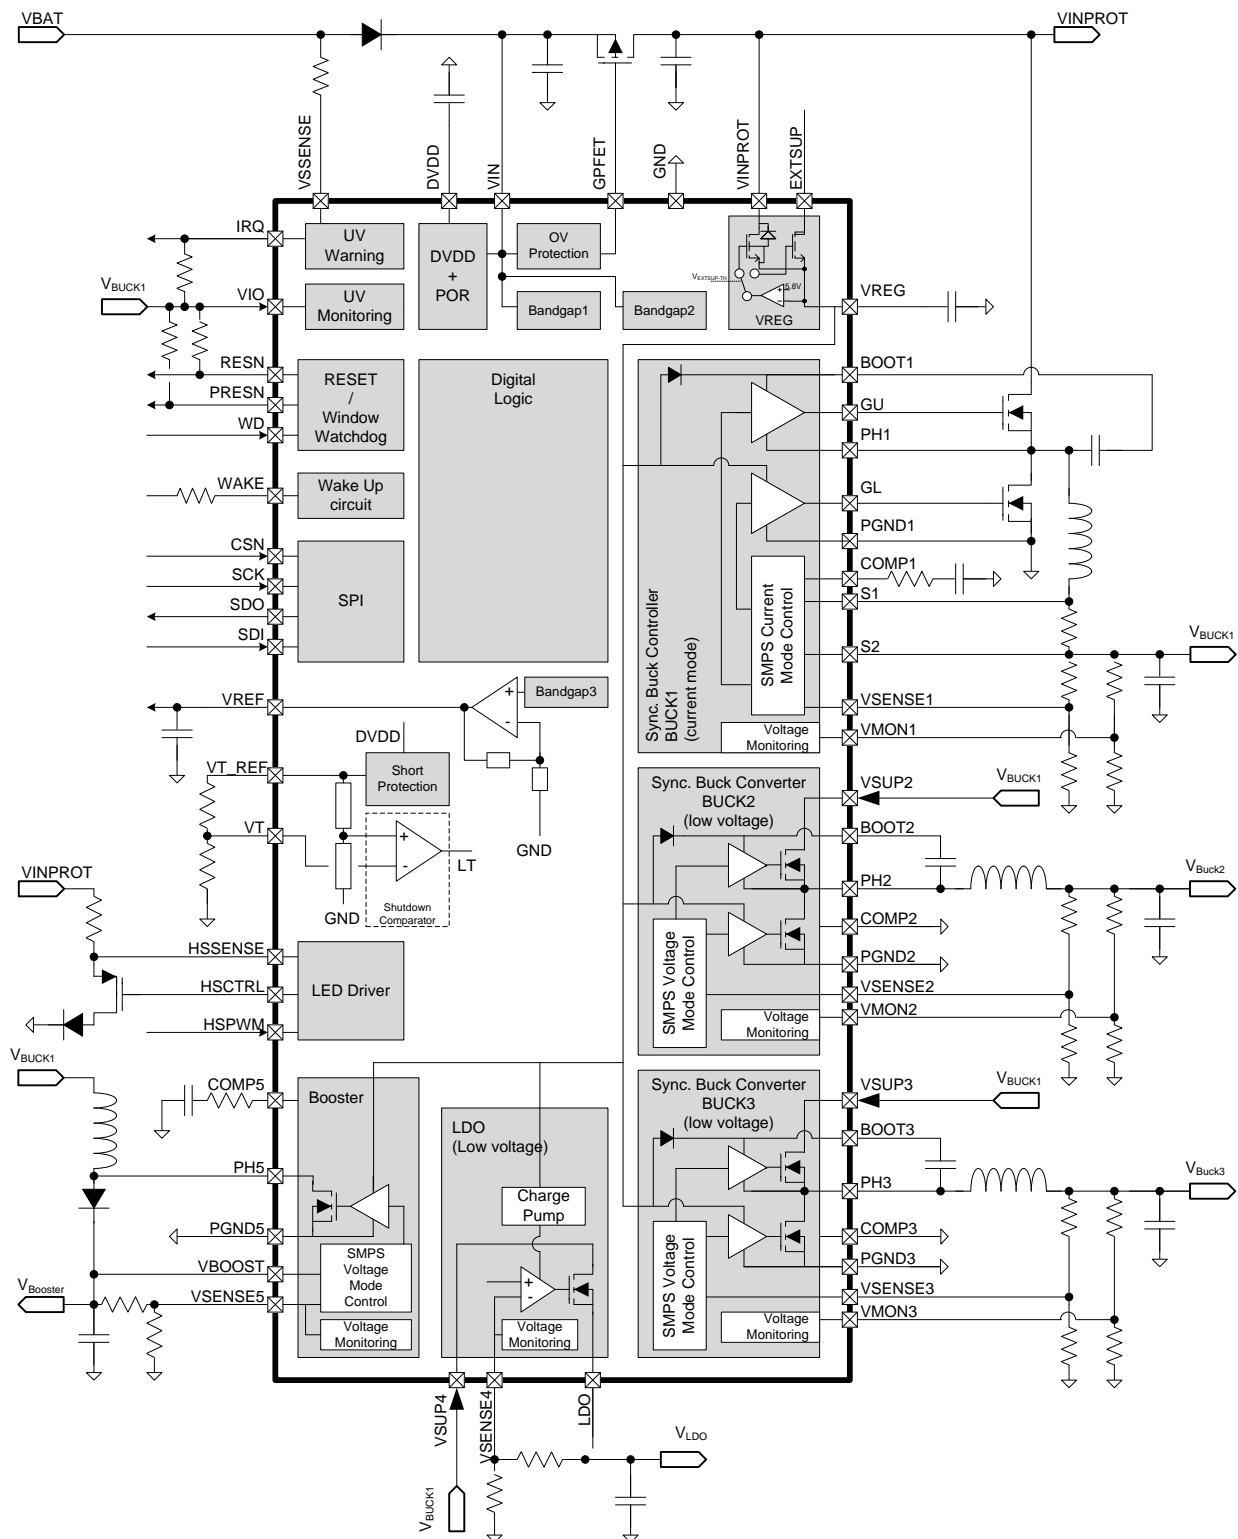 VBAT
VINPROT
VSSENSE
DVDD
VIN
GPFET
GND
VINPROT
EXTSUP
IRQ
UV
Warning
DVDD
+
POR
OV
Protection
VBUCK1
VIO
UV
Monitoring
Bandgap1
Bandgap2
VEXTSUP-TH
5.8V
+
-
VREG
VREG
RESN
PRESN
WD
RESET
/
Window
Watchdog
Digital
Logic
WAKE
Wake Up
circuit
CSN
SCK
SDO
SDI
SPI
BOOT1
GU
PH1
GL
PGND1
COMP1
S1
S2
VBUCK1
VSENSE1
VMON1
SMPS Current
Mode Control
Voltage
Monitoring
Sync. Buck Controller
BUCK1
(current mode)
VREF
+
-
Bandgap3
DVDD
VT_REF
Short
Protection
VT
+
-
LT
GND
GND
Shutdown
Comparator
Sync. Buck Converter
BUCK2
(low voltage)
VSUP2
VBUCK1
BOOT2
PH2
VBuck2
COMP2
PGND2
VSENSE2
VMON2
SMPS Voltage
Mode Control
Voltage
Monitoring
VINPROT
HSSENSE
HSCTRL
HSPWM
LED Driver
VBUCK1
COMP5
Booster
PH5
PGND5
VBOOST
VBooster
VSENSE5
SMPS
Voltage
Mode
Control
Voltage
Monitoring
LDO
(Low voltage)
Charge
Pump
+
-
Voltage
Monitoring
Sync. Buck Converter
BUCK3
(low voltage)
VSUP3
VBUCK1
BOOT3
PH3
VBuck3
COMP3
PGND3
VSENSE3
VMON3
SMPS Voltage
Mode Control
Voltage
Monitoring
VSUP4
VSENSE4
LDO
VLDO
VBUCK1